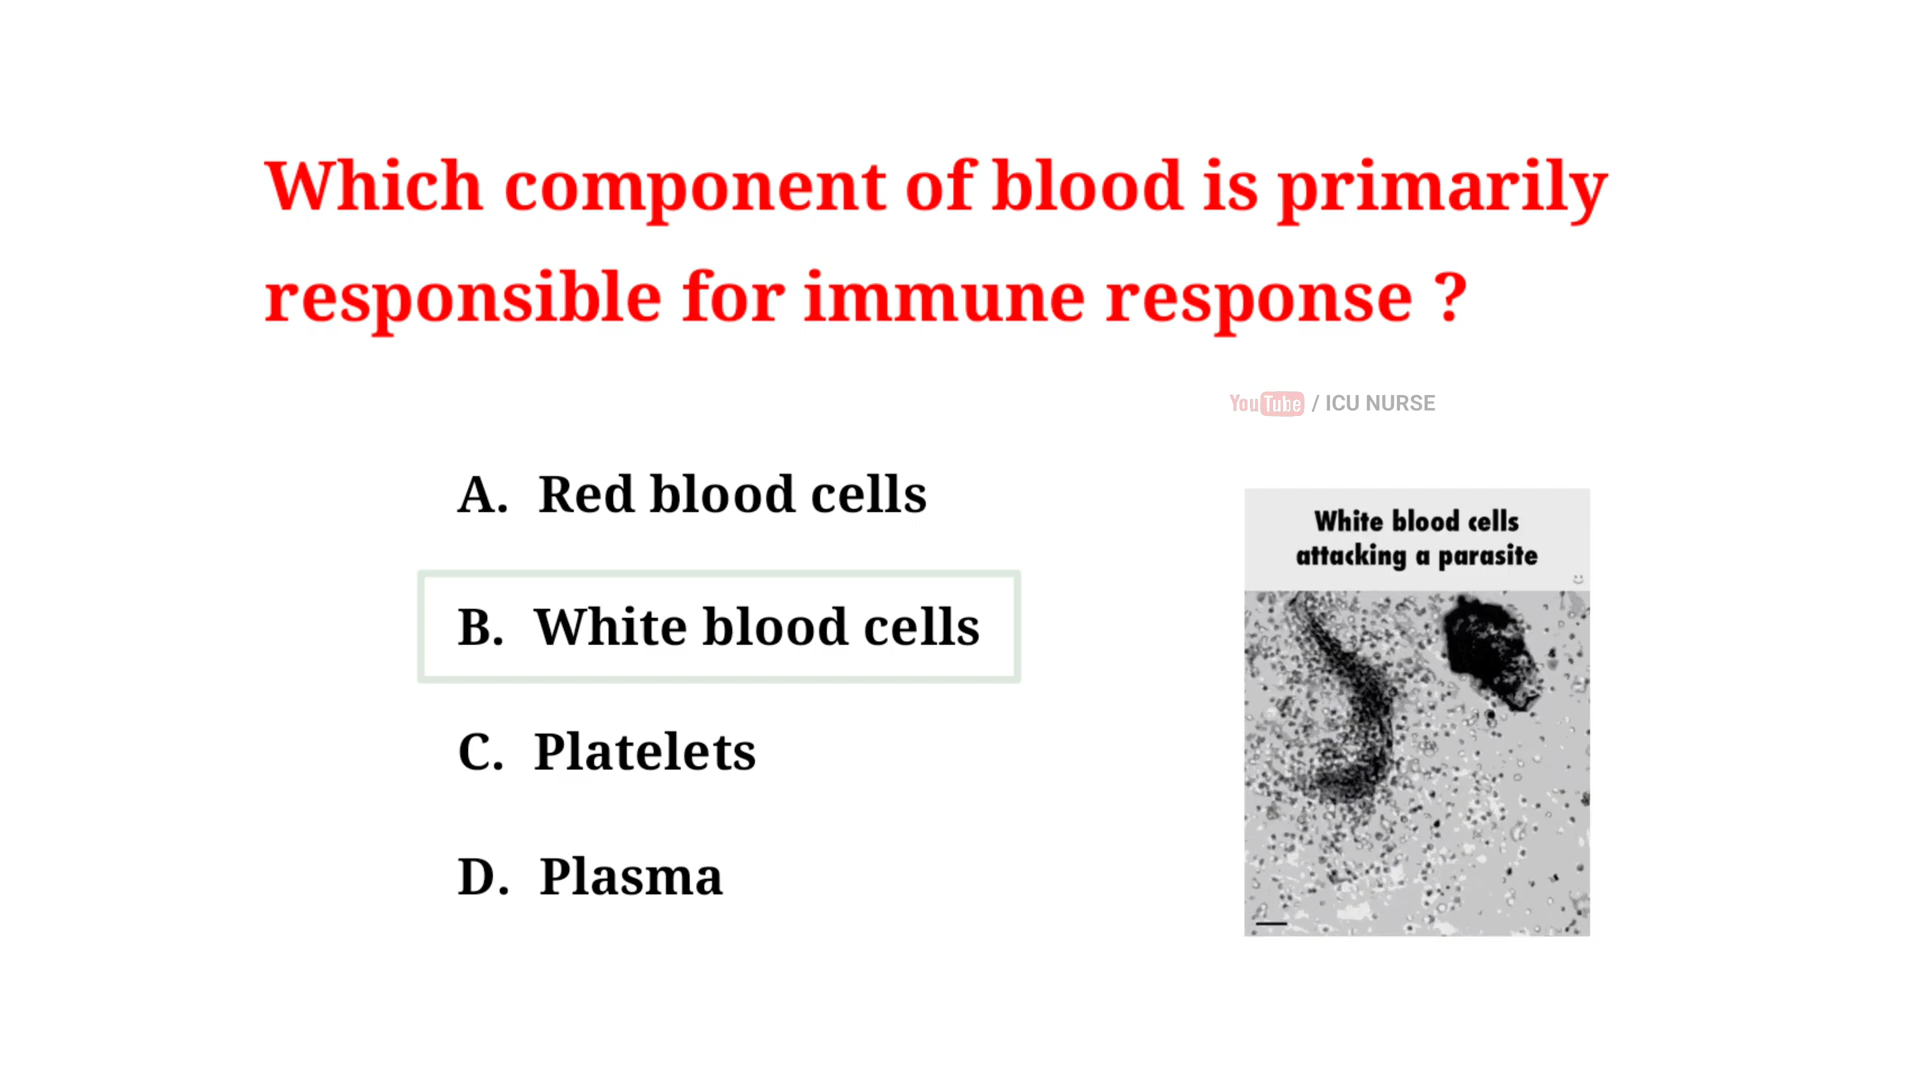 Which component of blood is primarily
responsible for immune response ?
YouTube / ICU NURSE
A. Red blood cells
B. White blood cells
C. Platelets
D. Plasma
White blood cells
attacking a parasite